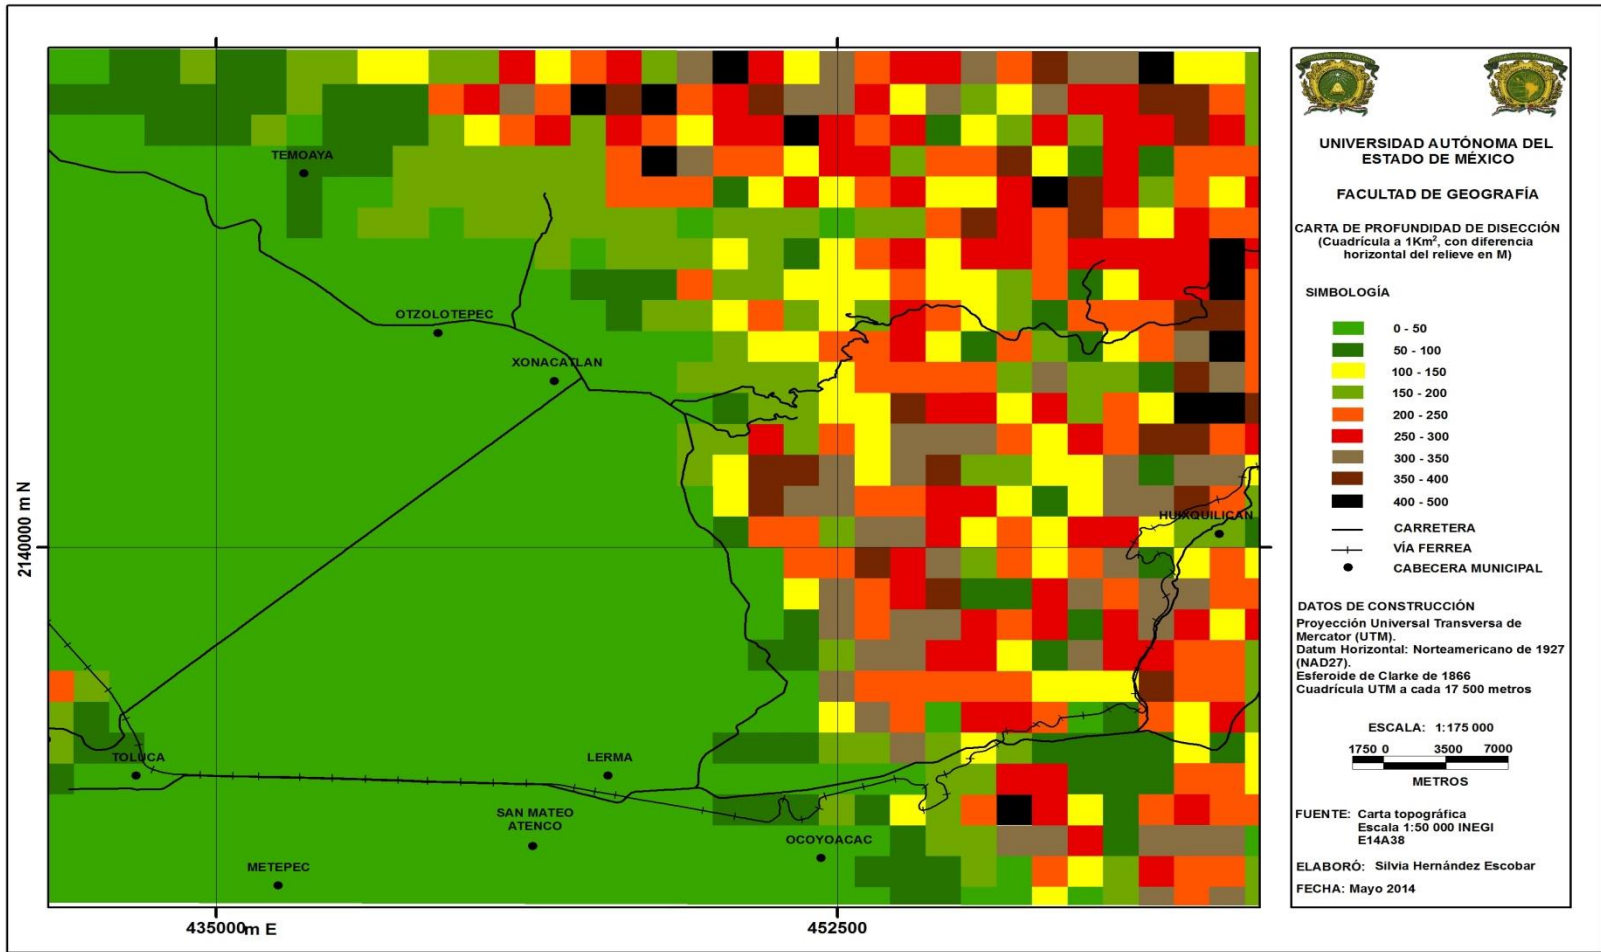 TEMOAYA
OTZOLOTEPEC
XONACATLAN
HUIXQUILICAN
TOLUCA
LERMA
SAN MATEO
ATENCO
OCOYOACAC
METEPEC
2140000 m N
435000 m E
452500
UNIVERSIDAD AUTÓNOMA DEL
ESTADO DE MÉXICO
FACULTAD DE GEOGRAFÍA
CARTA DE PROFUNDIDAD DE DISECCIÓN
(Cuadrícula a 1Km², con diferencia
horizontal del relieve en M)
SIMBOLOGÍA
0 - 50
50 - 100
100 - 150
150 - 200
200 - 250
250 - 300
300 - 350
350 - 400
400 - 500
CARRETERA
VÍA FERREA
CABECERA MUNICIPAL
DATOS DE CONSTRUCCIÓN
Proyección Universal Transversa de
Mercator (UTM).
Datum Horizontal: Norteamericano de 1927
(NAD27).
Esferoide de Clarke de 1866
Cuadrícula UTM a cada 17 500 metros
ESCALA: 1:175 000
1750 0 3500 7000
METROS
FUENTE: Carta topográfica
Escala 1:50 000 INEGI
E14A38
ELABORÓ: Silvia Hernández Escobar
FECHA: Mayo 2014